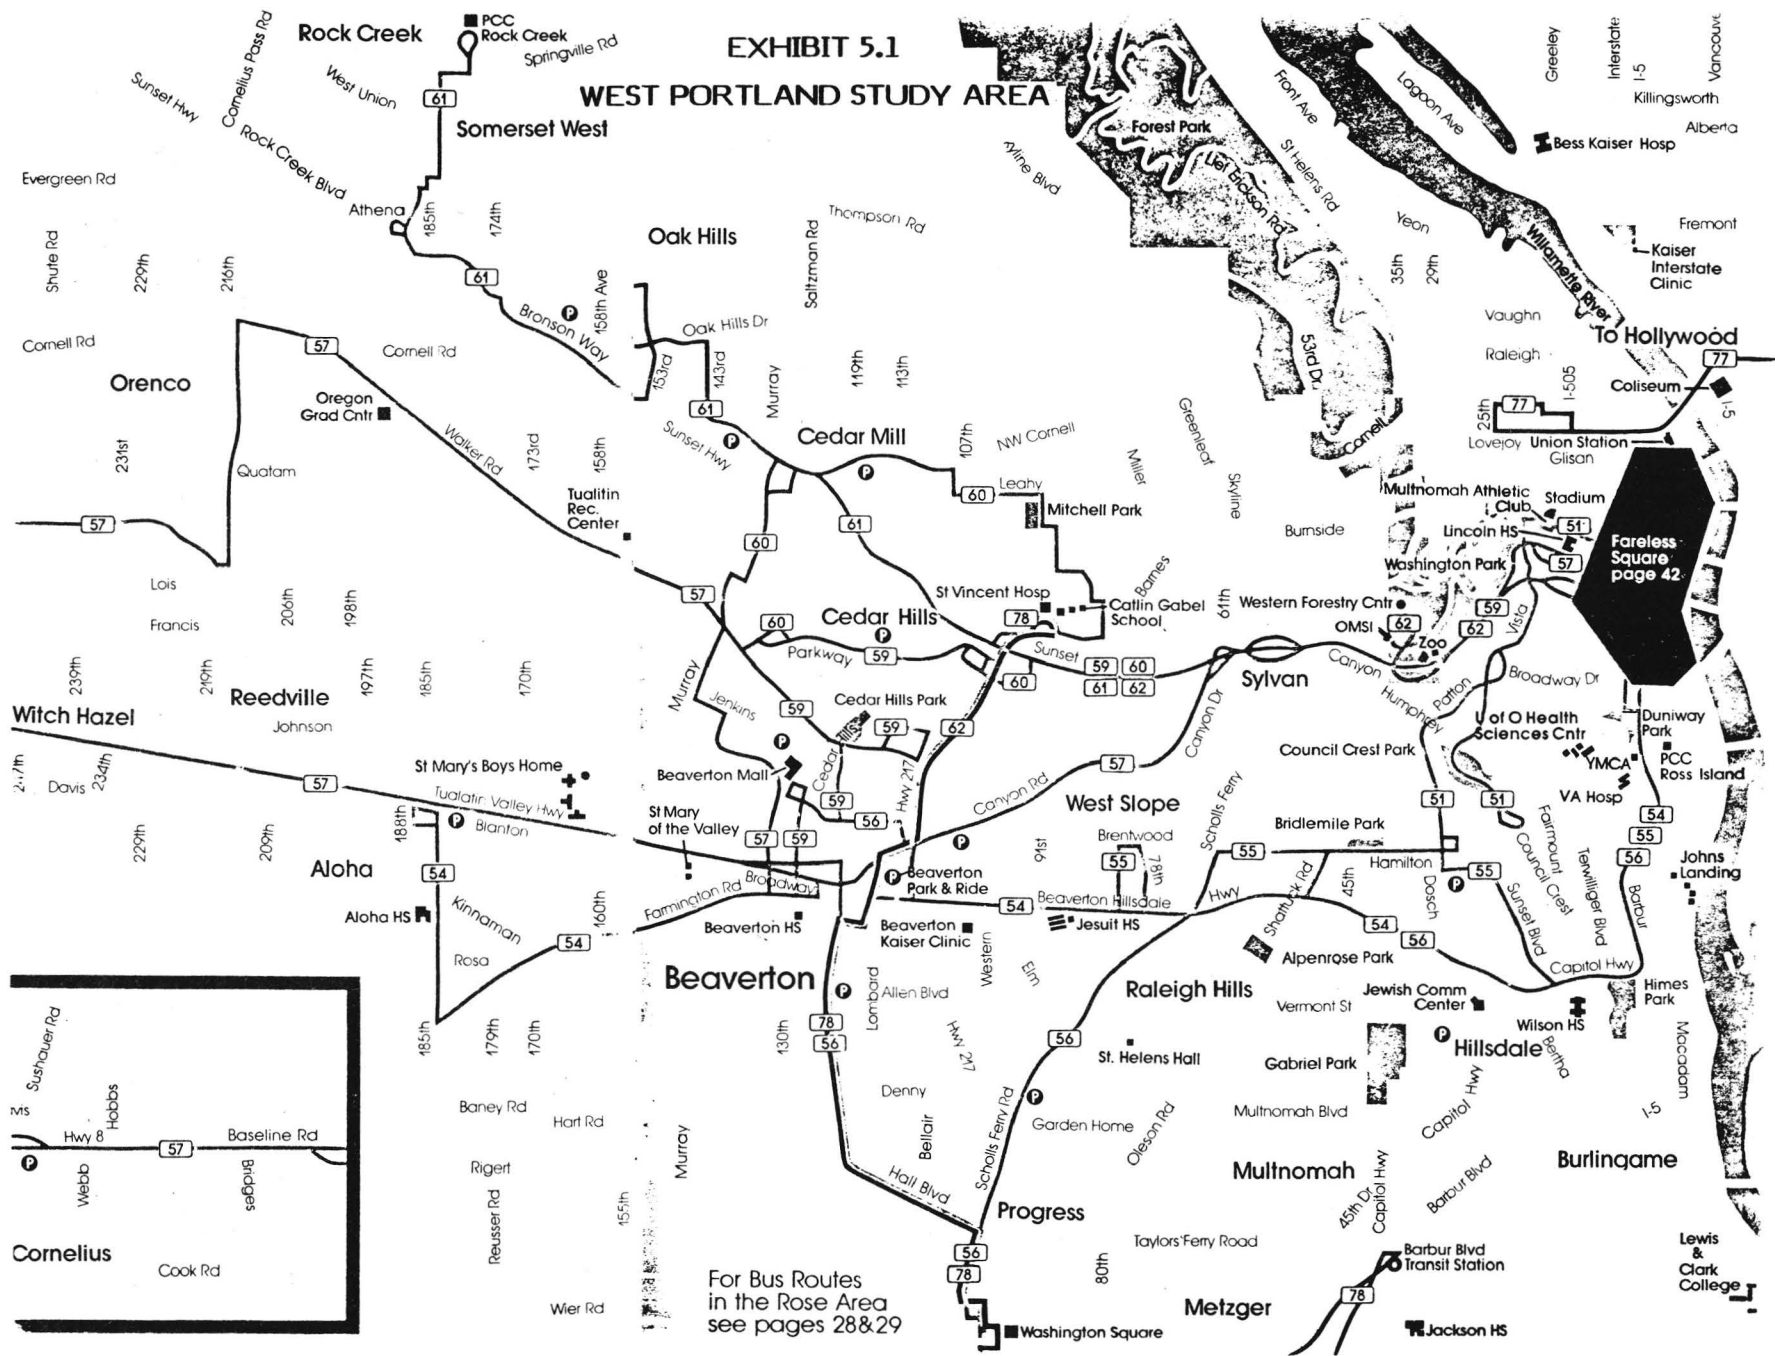 EXHIBIT 5.1
WEST PORTLAND STUDY AREA
Rock Creek
PCC
Rock Creek
Springville Rd
Cornelius Pass Rd
Sunset Hwy
West Union
61
Somerset West
Rock Creek Blvd
Evergreen Rd
Athena
185th
174th
Shute Rd
229th
216th
61
158th Ave
Bronson Way
P
Oak Hills
Saltzman Rd
Thompson Rd
Oak Hills Dr
153rd
143rd
Murray
119th
113th
61
Sunset Hwy
P
Forest Park
Lief Erickson Rd
St Helens Rd
Front Ave
Lagoon Ave
Greeley
Interstate
I-5
Killingsworth
Alberta
Bess Kaiser Hosp
Yeon
35th
29th
Willamette River
Fremont
Kaiser
Interstate
Clinic
Vaughn
Raleigh
To Hollywood
77
Coliseum
I-5
I-505
25th
77
Lovejoy
Union Station
Glisan
53rd Dr.
Cornell
Cornell Rd
57
Cornell Rd
Orenco
Oregon
Grad Cntr
Walker Rd
173rd
158th
231st
Quatam
57
Tualitin
Rec.
Center
Cedar Mill
P
107th
NW Cornell
Greenleaf
Miller
Skyline
60
Leahy
Mitchell Park
61
60
Burnside
Multnomah Athletic
Club
Stadium
51
Lincoln HS
57
Washington Park
Fareless
Square
page 42
Lois
Francis
206th
198th
57
St Vincent Hosp
Catlin Gabel
School
Barnes
61th
Western Forestry Cntr
OMSI
62
Zoo
62
59
Vista
Cedar Hills
P
78
60
Parkway
59
Sunset
59
60
61
62
60
Sylvan
Canyon
Humphrey
Patton
Broadway Dr
239th
219th
197th
185th
170th
Reedville
Witch Hazel
Johnson
Murray
Jenkins
59
Cedar Hills Park
59
62
Canyon Dr
Council Crest Park
U of O Health
Sciences Cntr
Duniway
Park
YMCA
PCC
Ross Island
VA Hosp
Davis
234th
57
St Mary's Boys Home
Tualatin Valley Hwy
188th
P
Blanton
P
Beaverton Mall
Cedar Hills
59
56
Hwy 217
57
Canyon Rd
West Slope
Scholls Ferry
51
51
54
55
56
229th
209th
St Mary
of the Valley
57
59
P
91st
Brentwood
55
78th
Bridlemile Park
55
Hamilton
55
P
Fairmount
Council Crest
Terwilliger Blvd
Barbur
Johns
Landing
Aloha
54
Aloha HS
Kinnaman
Rosa
160th
54
Farmington Rd
Broadway
P
Beaverton
Park & Ride
54
Beaverton Hillsdale
Hwy
Shattuck Rd
45th
Dosch
Sunset Blvd
Beaverton HS
Beaverton
Kaiser Clinic
Jesuit HS
54
56
Capitol Hwy
Beaverton
P
Lombard
Allen Blvd
Western
Elm
Raleigh Hills
Alpenrose Park
Vermont St
Jewish Comm
Center
Wilson HS
Himes
Park
185th
179th
170th
130th
78
56
Hwy 217
56
St. Helens Hall
Gabriel Park
P
Hillsdale
Bertha
Macadam
Sushauer Rd
Hobbs
Hwy 8
57
Baseline Rd
P
Webb
Bridges
Cornelius
Cook Rd
Baney Rd
Hart Rd
Rigert
Reusser Rd
155th
Wier Rd
Murray
Denny
Bellair
Hall Blvd
Scholls Ferry Rd
P
Garden Home
Oleson Rd
Multnomah Blvd
Capitol Hwy
I-5
Multnomah
45th Dr
Capitol Hwy
Barbur Blvd
Burlingame
Progress
56
78
Washington Square
80th
Taylors Ferry Road
Metzger
Barbur Blvd
Transit Station
78
Jackson HS
Lewis
&
Clark
College
For Bus Routes
in the Rose Area
see pages 28&29